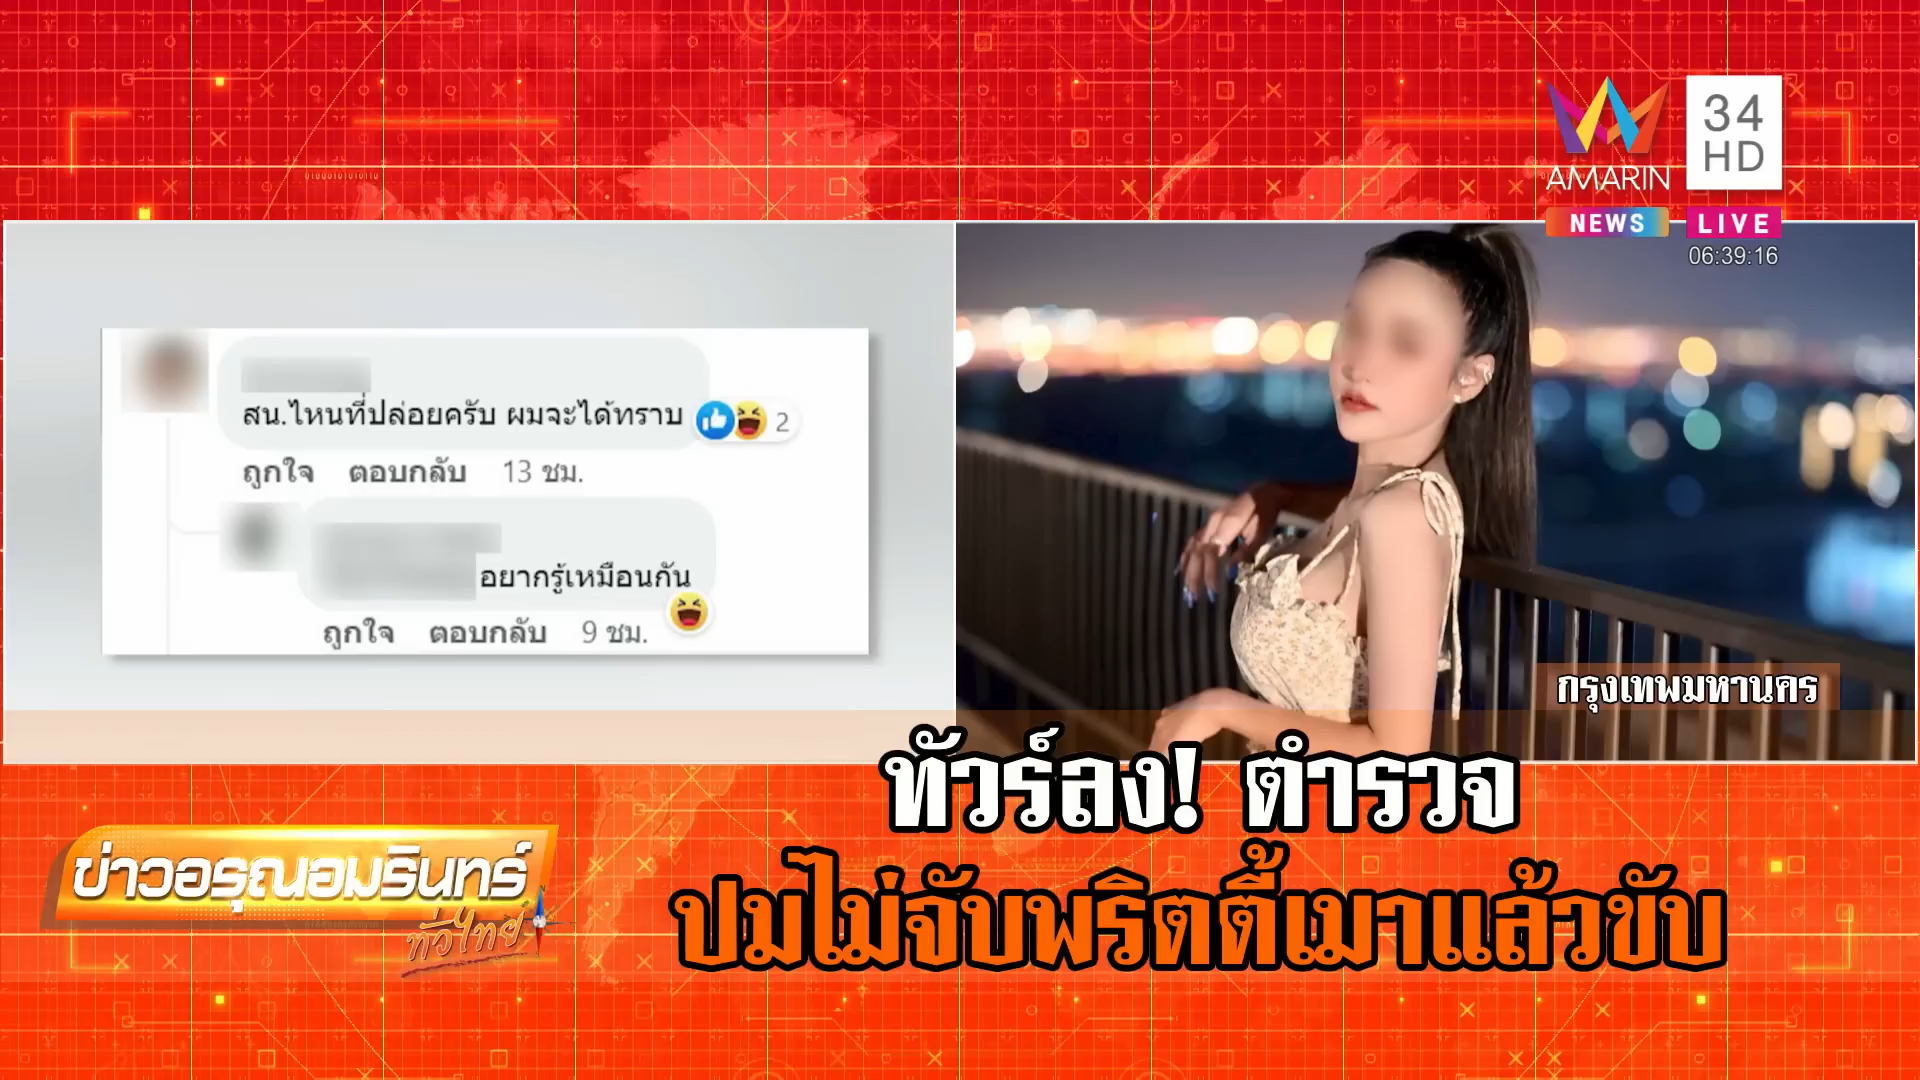 AMARIN
34
HD
NEWS
LIVE
06:39:16
สน.ไหนที่ปล่อยครับ ผมจะได้ทราบ
2
ถูกใจ ตอบกลับ 13 ชม.
อยากรู้เหมือนกัน
ถูกใจ ตอบกลับ 9 ชม.
กรุงเทพมหานคร
ทัวร์ลง! ตำรวจ
ปมไม่จับพริตตี้เมาแล้วขับ
ข่าวอรุณอมรินทร์
ทั่วไทย